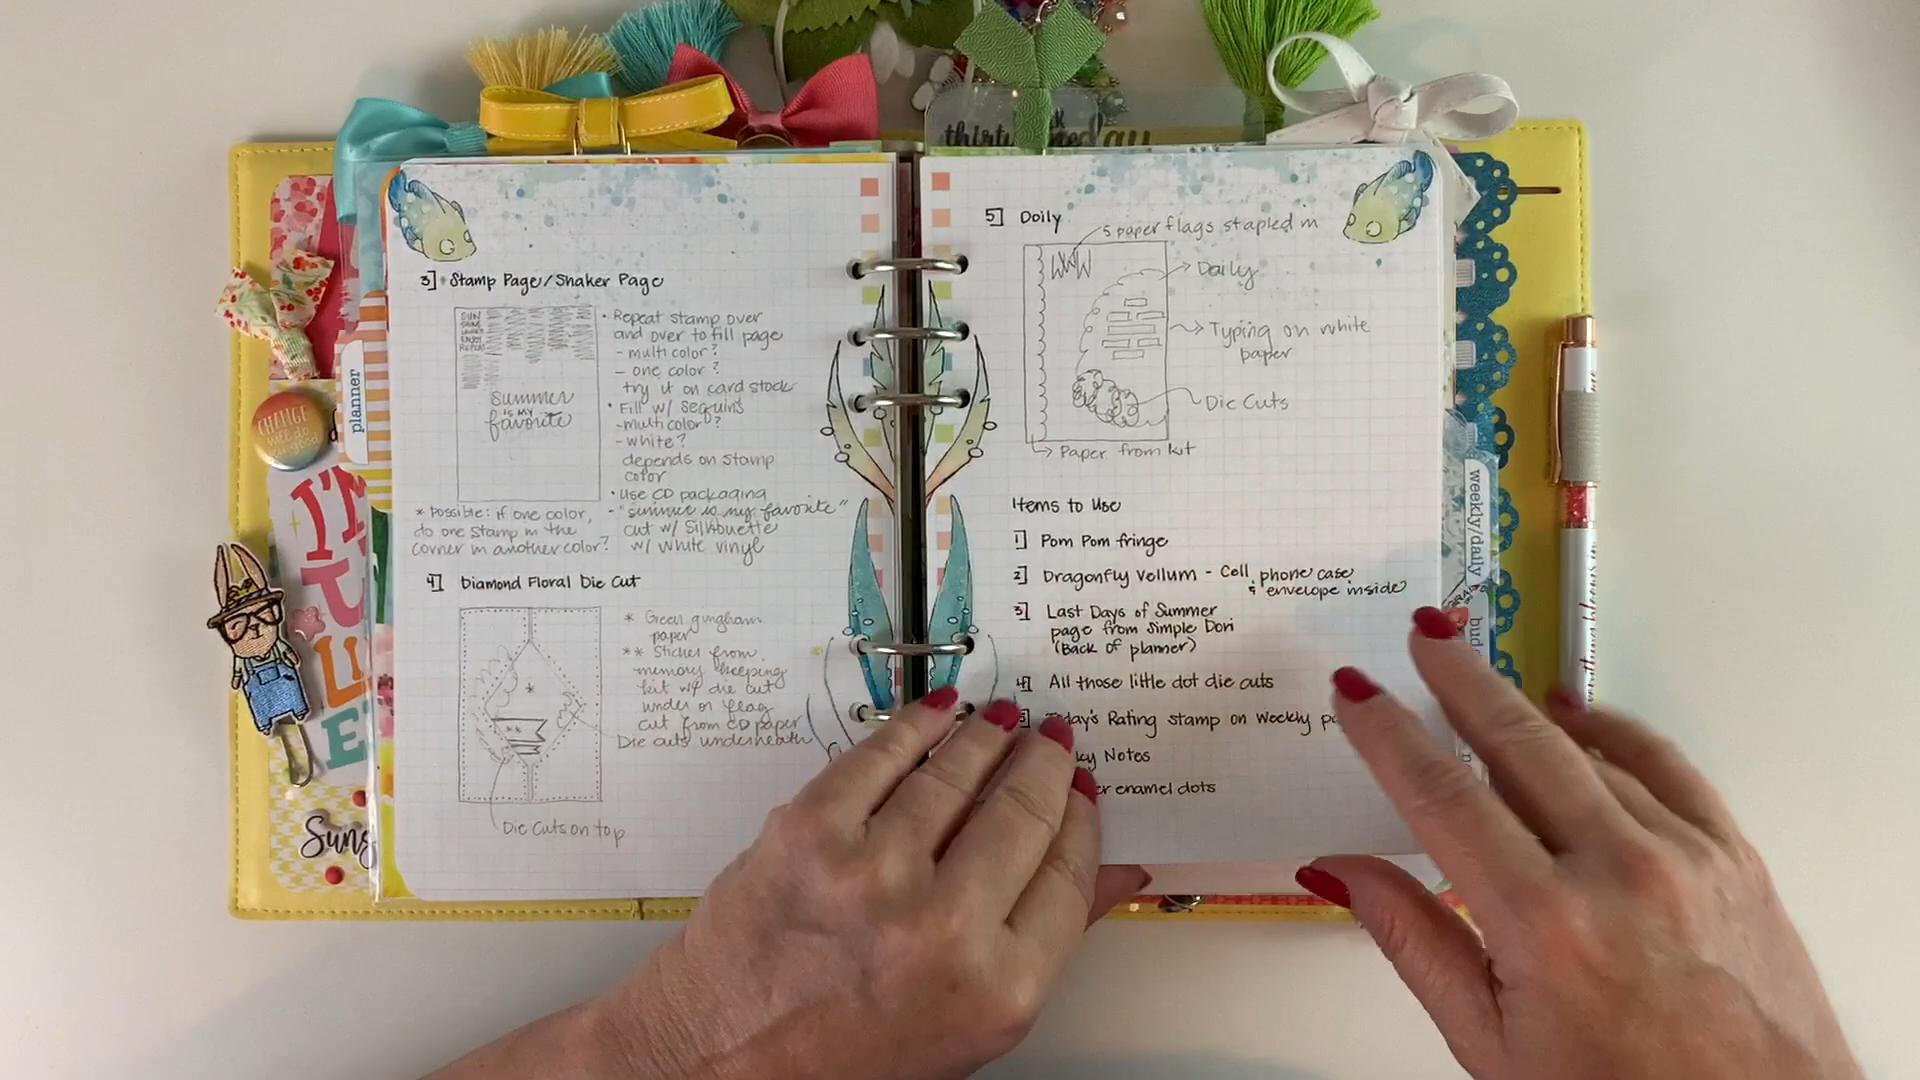 planner
CHANGE
I'M
3] Stamp Page/Shaker Page
summer
is my
favorite
• Repeat stamp over
and over to fill page
- multi color?
- one color?
try it on card stock
• Fill w/ sequins
- multi color?
- white?
depends on stamp
color
• Use CD packaging
- "summer is my favorite"
cut w/ silhouette
w/ white vinyl
* possible: if one color,
do one stamp in the
corner in another color?
4] Diamond Floral Die Cut
* Green gingham
paper
** Sticker from
memory keeping
kit w/ die cut
under or flag
cut from CD paper
Die cuts underneath
*
**
Die cuts on top
5] Doily
5 paper flags stapled in
Doily
Typing on white
paper
Die Cuts
Paper from kit
Items to Use
1] Pom Pom fringe
2] Dragonfly Vellum - Cell phone case
& envelope inside
3] Last Days of Summer
page from Simple Dori
(Back of planner)
4] All those little dot die cuts
Rating stamp on Weekly
Notes
enamel dots
weekly/daily